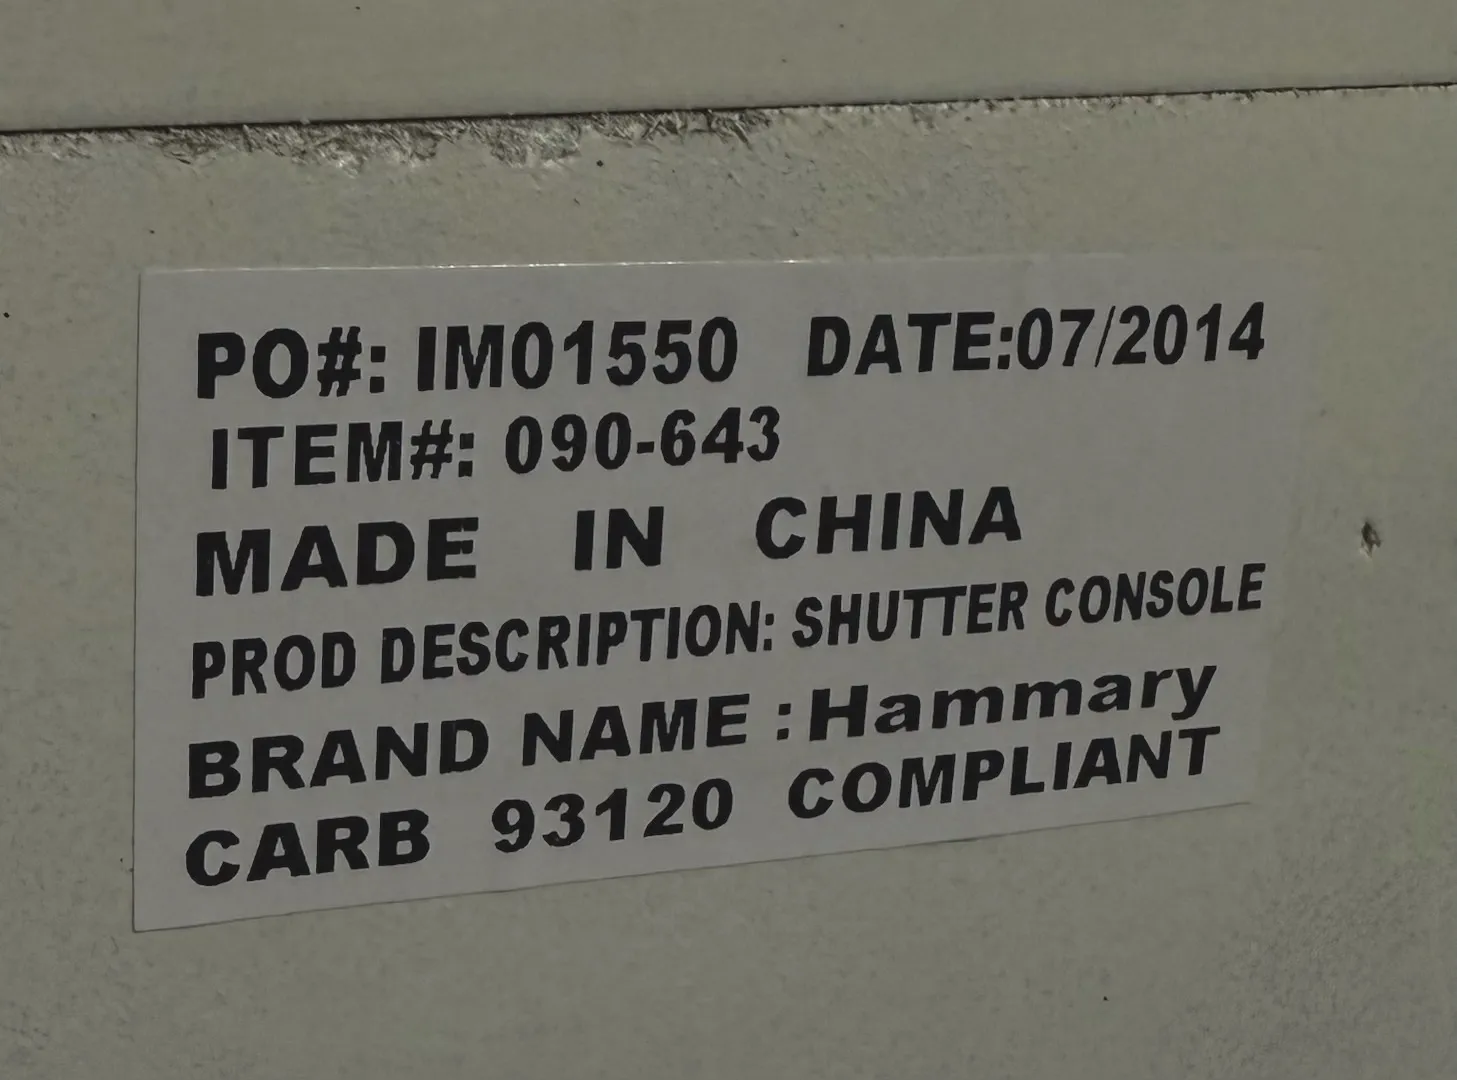 PO#: IM01550 DATE:07/2014
ITEM#: 090-643
MADE IN CHINA
PROD DESCRIPTION: SHUTTER CONSOLE
BRAND NAME :Hammary
CARB 93120 COMPLIANT